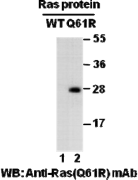 Ras protein
WT Q61R
55
36
28
17
1 2
WB: Anti-Ras(Q61R) mAb